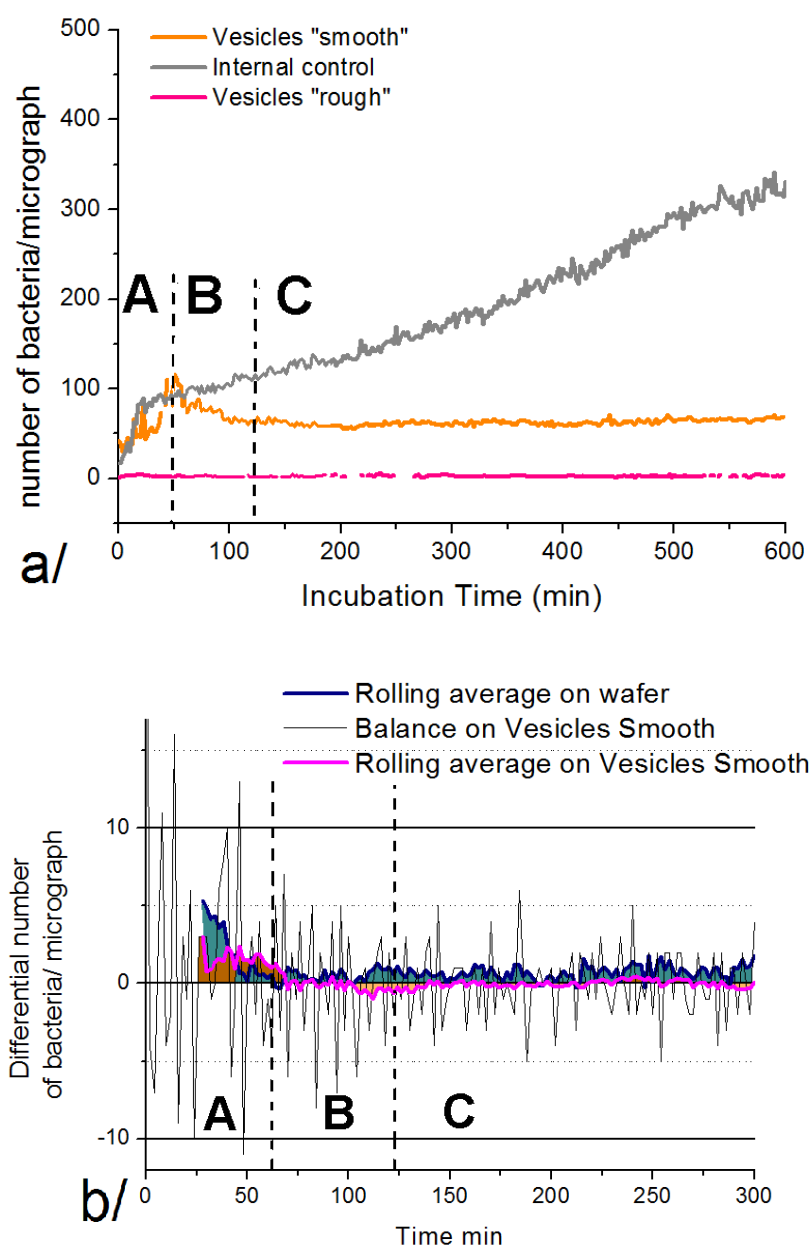 500
400
300
200
100
0
number of bacteria/micrograph
Vesicles "smooth"
Internal control
Vesicles "rough"
A B C
0 100 200 300 400 500 600
a/
Incubation Time (min)
Rolling average on wafer
Balance on Vesicles Smooth
Rolling average on Vesicles Smooth
10
0
-10
Differential number
of bacteria/ micrograph
A B C
0 50 100 150 200 250 300
b/
Time min